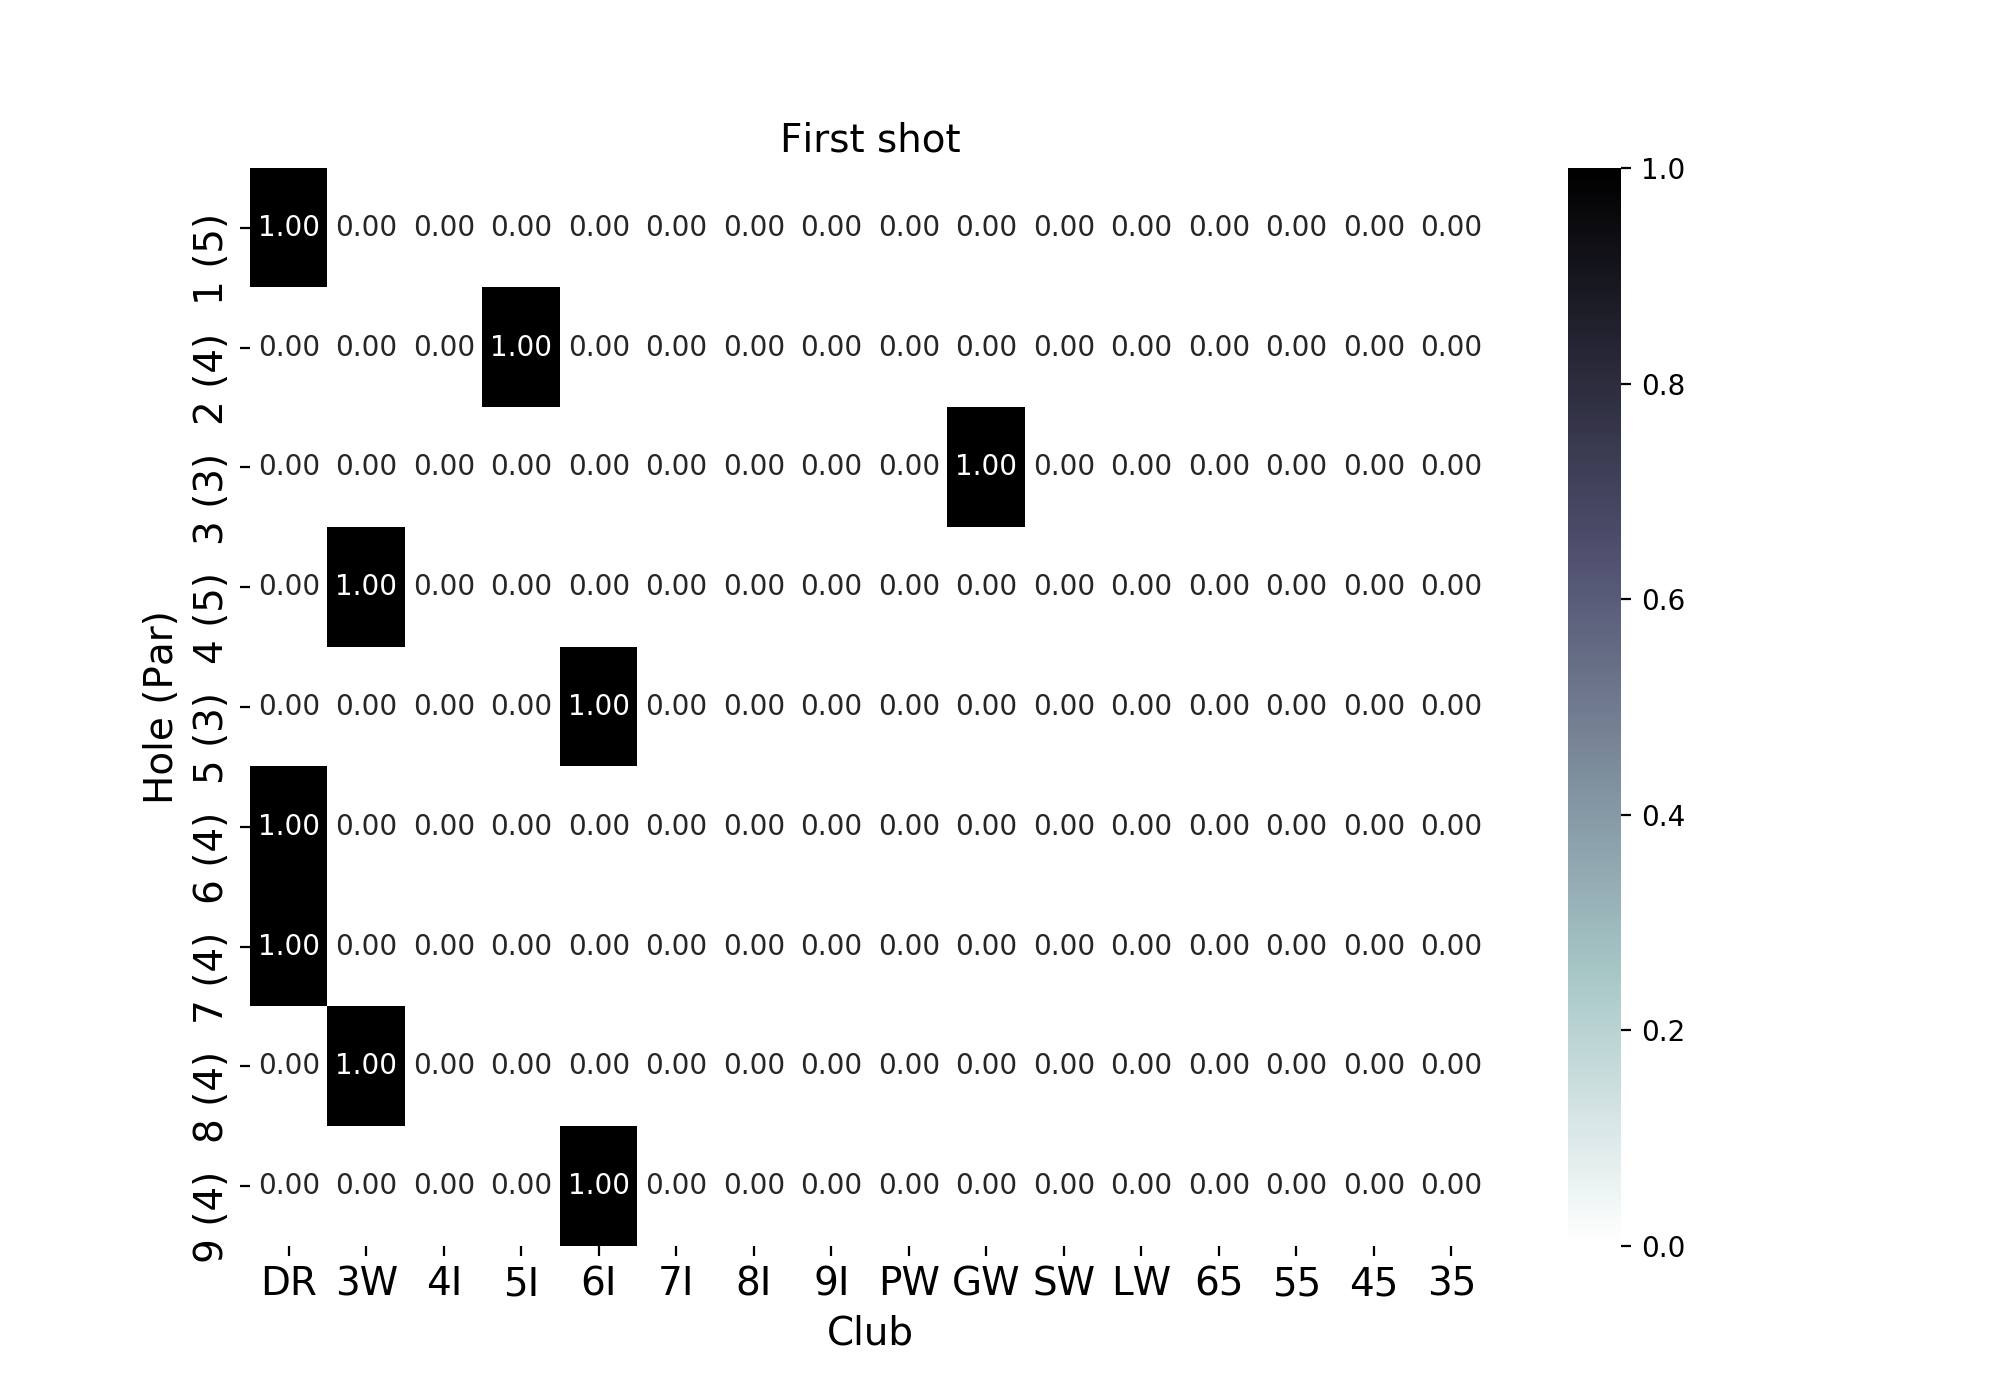 First shot
Hole (Par)
1 (5) 1.00 0.00 0.00 0.00 0.00 0.00 0.00 0.00 0.00 0.00 0.00 0.00 0.00 0.00 0.00 0.00
2 (4) 0.00 0.00 0.00 1.00 0.00 0.00 0.00 0.00 0.00 0.00 0.00 0.00 0.00 0.00 0.00 0.00
3 (3) 0.00 0.00 0.00 0.00 0.00 0.00 0.00 0.00 0.00 1.00 0.00 0.00 0.00 0.00 0.00 0.00
4 (5) 0.00 1.00 0.00 0.00 0.00 0.00 0.00 0.00 0.00 0.00 0.00 0.00 0.00 0.00 0.00 0.00
5 (3) 0.00 0.00 0.00 0.00 1.00 0.00 0.00 0.00 0.00 0.00 0.00 0.00 0.00 0.00 0.00 0.00
6 (4) 1.00 0.00 0.00 0.00 0.00 0.00 0.00 0.00 0.00 0.00 0.00 0.00 0.00 0.00 0.00 0.00
7 (4) 1.00 0.00 0.00 0.00 0.00 0.00 0.00 0.00 0.00 0.00 0.00 0.00 0.00 0.00 0.00 0.00
8 (4) 0.00 1.00 0.00 0.00 0.00 0.00 0.00 0.00 0.00 0.00 0.00 0.00 0.00 0.00 0.00 0.00
9 (4) 0.00 0.00 0.00 0.00 1.00 0.00 0.00 0.00 0.00 0.00 0.00 0.00 0.00 0.00 0.00 0.00
DR 3W 4I 5I 6I 7I 8I 9I PW GW SW LW 65 55 45 35
Club
1.0
0.8
0.6
0.4
0.2
0.0